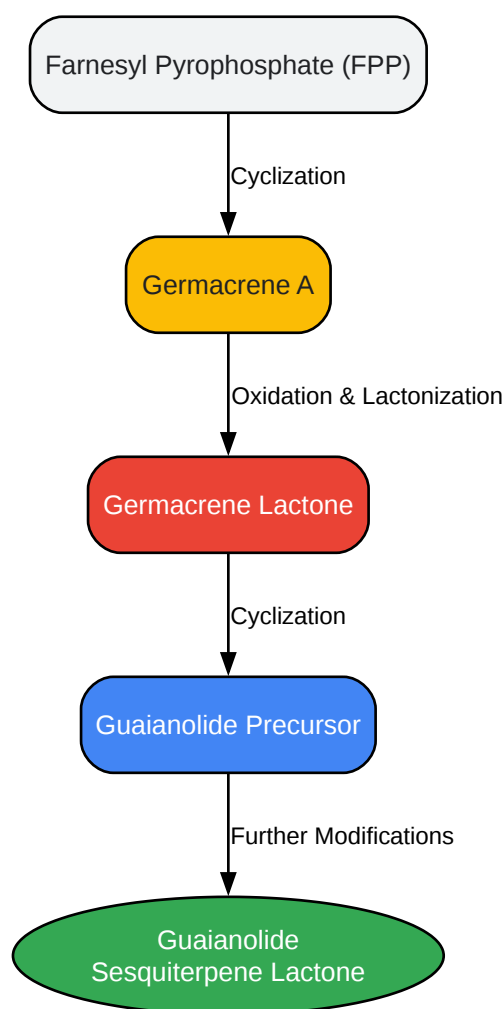 Farnesyl Pyrophosphate (FPP)
Cyclization
Germacrene A
Oxidation & Lactonization
Germacrene Lactone
Cyclization
Guaianolide Precursor
Further Modifications
Guaianolide
Sesquiterpene Lactone